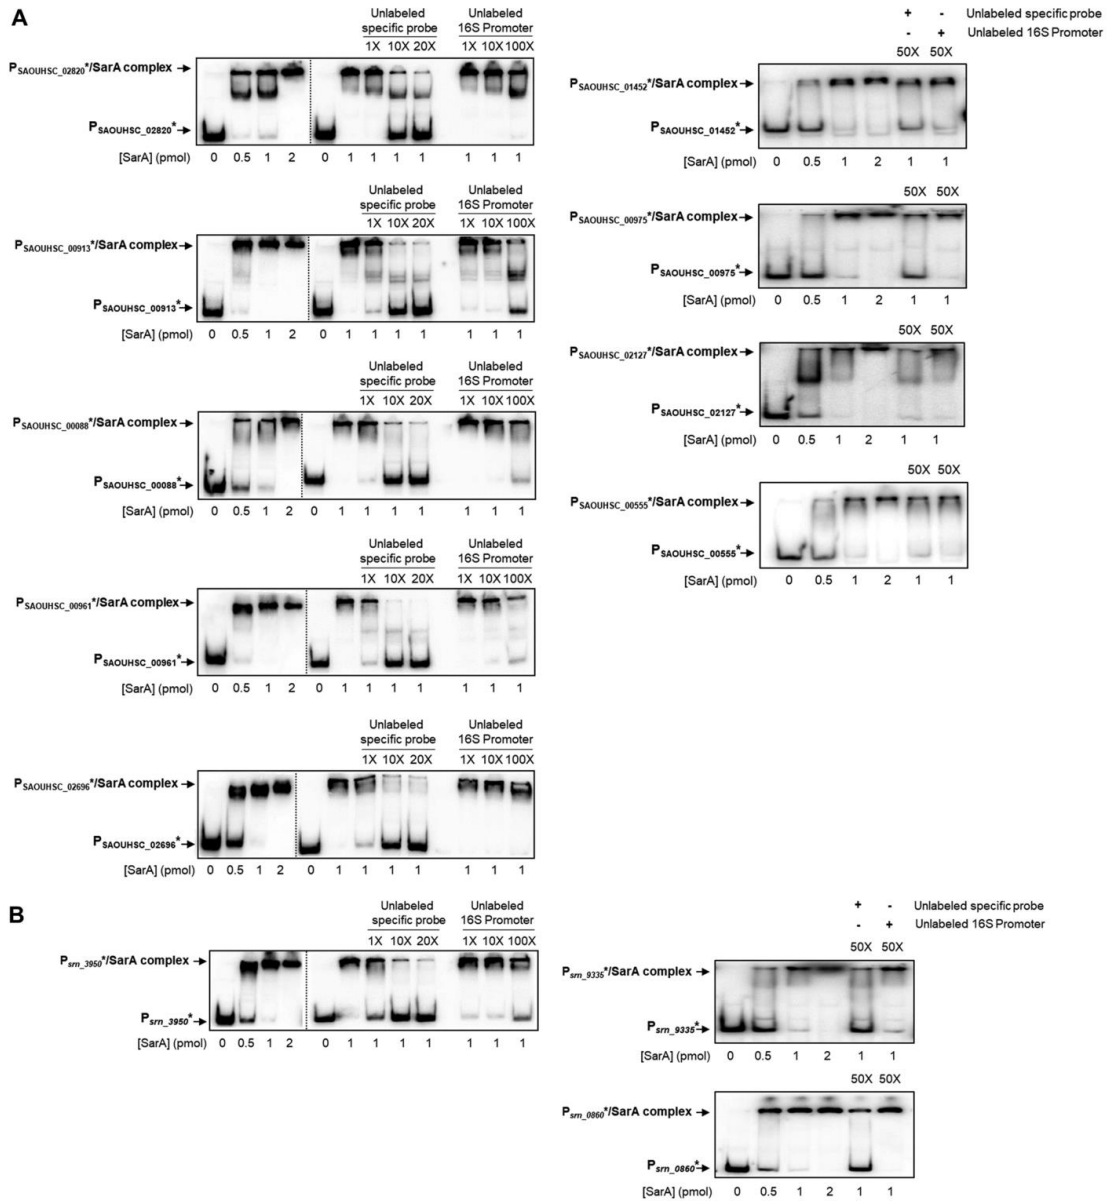 A
Unlabeled specific probe
Unlabeled 16S Promoter
1X 10X 20X 1X 10X 100X
PSAOUHSC_02820*/SarA complex
PSAOUHSC_02820*
[SarA] (pmol) 0 0.5 1 2 0 1 1 1 1 1 1 1
Unlabeled specific probe
Unlabeled 16S Promoter
1X 10X 20X 1X 10X 100X
PSAOUHSC_00913*/SarA complex
PSAOUHSC_00913*
[SarA] (pmol) 0 0.5 1 2 0 1 1 1 1 1 1 1
Unlabeled specific probe
Unlabeled 16S Promoter
1X 10X 20X 1X 10X 100X
PSAOUHSC_00088*/SarA complex
PSAOUHSC_00088*
[SarA] (pmol) 0 0.5 1 2 0 1 1 1 1 1 1 1
Unlabeled specific probe
Unlabeled 16S Promoter
1X 10X 20X 1X 10X 100X
PSAOUHSC_00961*/SarA complex
PSAOUHSC_00961*
[SarA] (pmol) 0 0.5 1 2 0 1 1 1 1 1 1 1
Unlabeled specific probe
Unlabeled 16S Promoter
1X 10X 20X 1X 10X 100X
PSAOUHSC_02696*/SarA complex
PSAOUHSC_02696*
[SarA] (pmol) 0 0.5 1 2 0 1 1 1 1 1 1 1
+ - Unlabeled specific probe
- + Unlabeled 16S Promoter
50X 50X
PSAOUHSC_01452*/SarA complex
PSAOUHSC_01452*
[SarA] (pmol) 0 0.5 1 2 1 1
50X 50X
PSAOUHSC_00975*/SarA complex
PSAOUHSC_00975*
[SarA] (pmol) 0 0.5 1 2 1 1
50X 50X
PSAOUHSC_02127*/SarA complex
PSAOUHSC_02127*
[SarA] (pmol) 0 0.5 1 2 1 1
50X 50X
PSAOUHSC_00555*/SarA complex
PSAOUHSC_00555*
[SarA] (pmol) 0 0.5 1 2 1 1
B
Unlabeled specific probe
Unlabeled 16S Promoter
1X 10X 20X 1X 10X 100X
Psrn_3950*/SarA complex
Psrn_3950*
[SarA] (pmol) 0 0.5 1 2 0 1 1 1 1 1 1 1
+ - Unlabeled specific probe
- + Unlabeled 16S Promoter
50X 50X
Psrn_9335*/SarA complex
Psrn_9335*
[SarA] (pmol) 0 0.5 1 2 1 1
50X 50X
Psrn_0860*/SarA complex
Psrn_0860*
[SarA] (pmol) 0 0.5 1 2 1 1